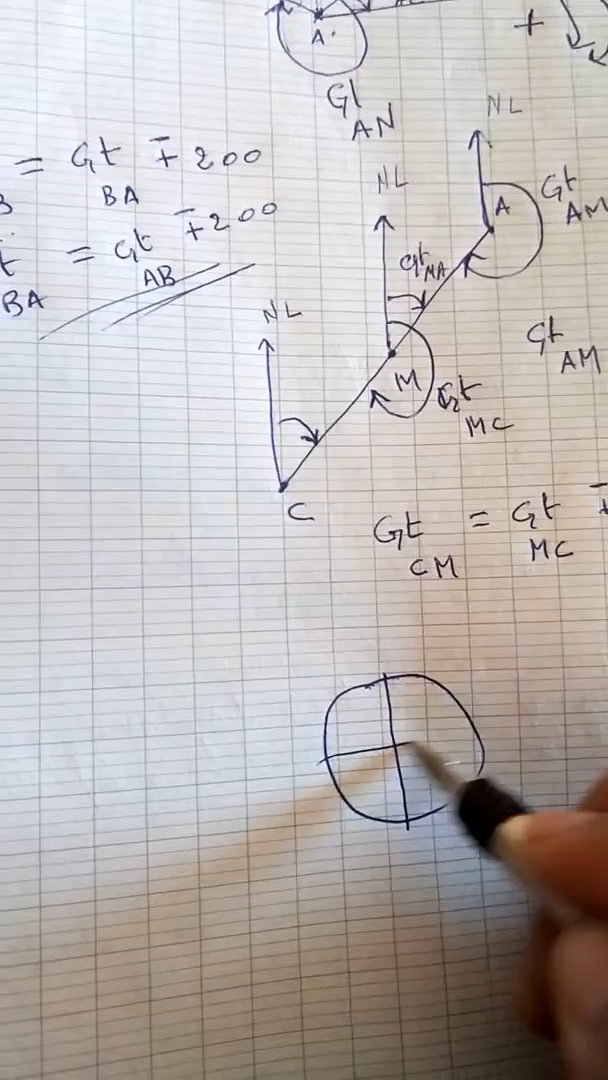 A'
+
Gt
AN
= Gt ∓ 200
BA
Gt = Gt ∓ 200
BA AB
NL
A
Gt
AM
NL
Gt
MA
M
Gt
MC
NL
C
Gt
AM
Gt = Gt ∓
CM MC